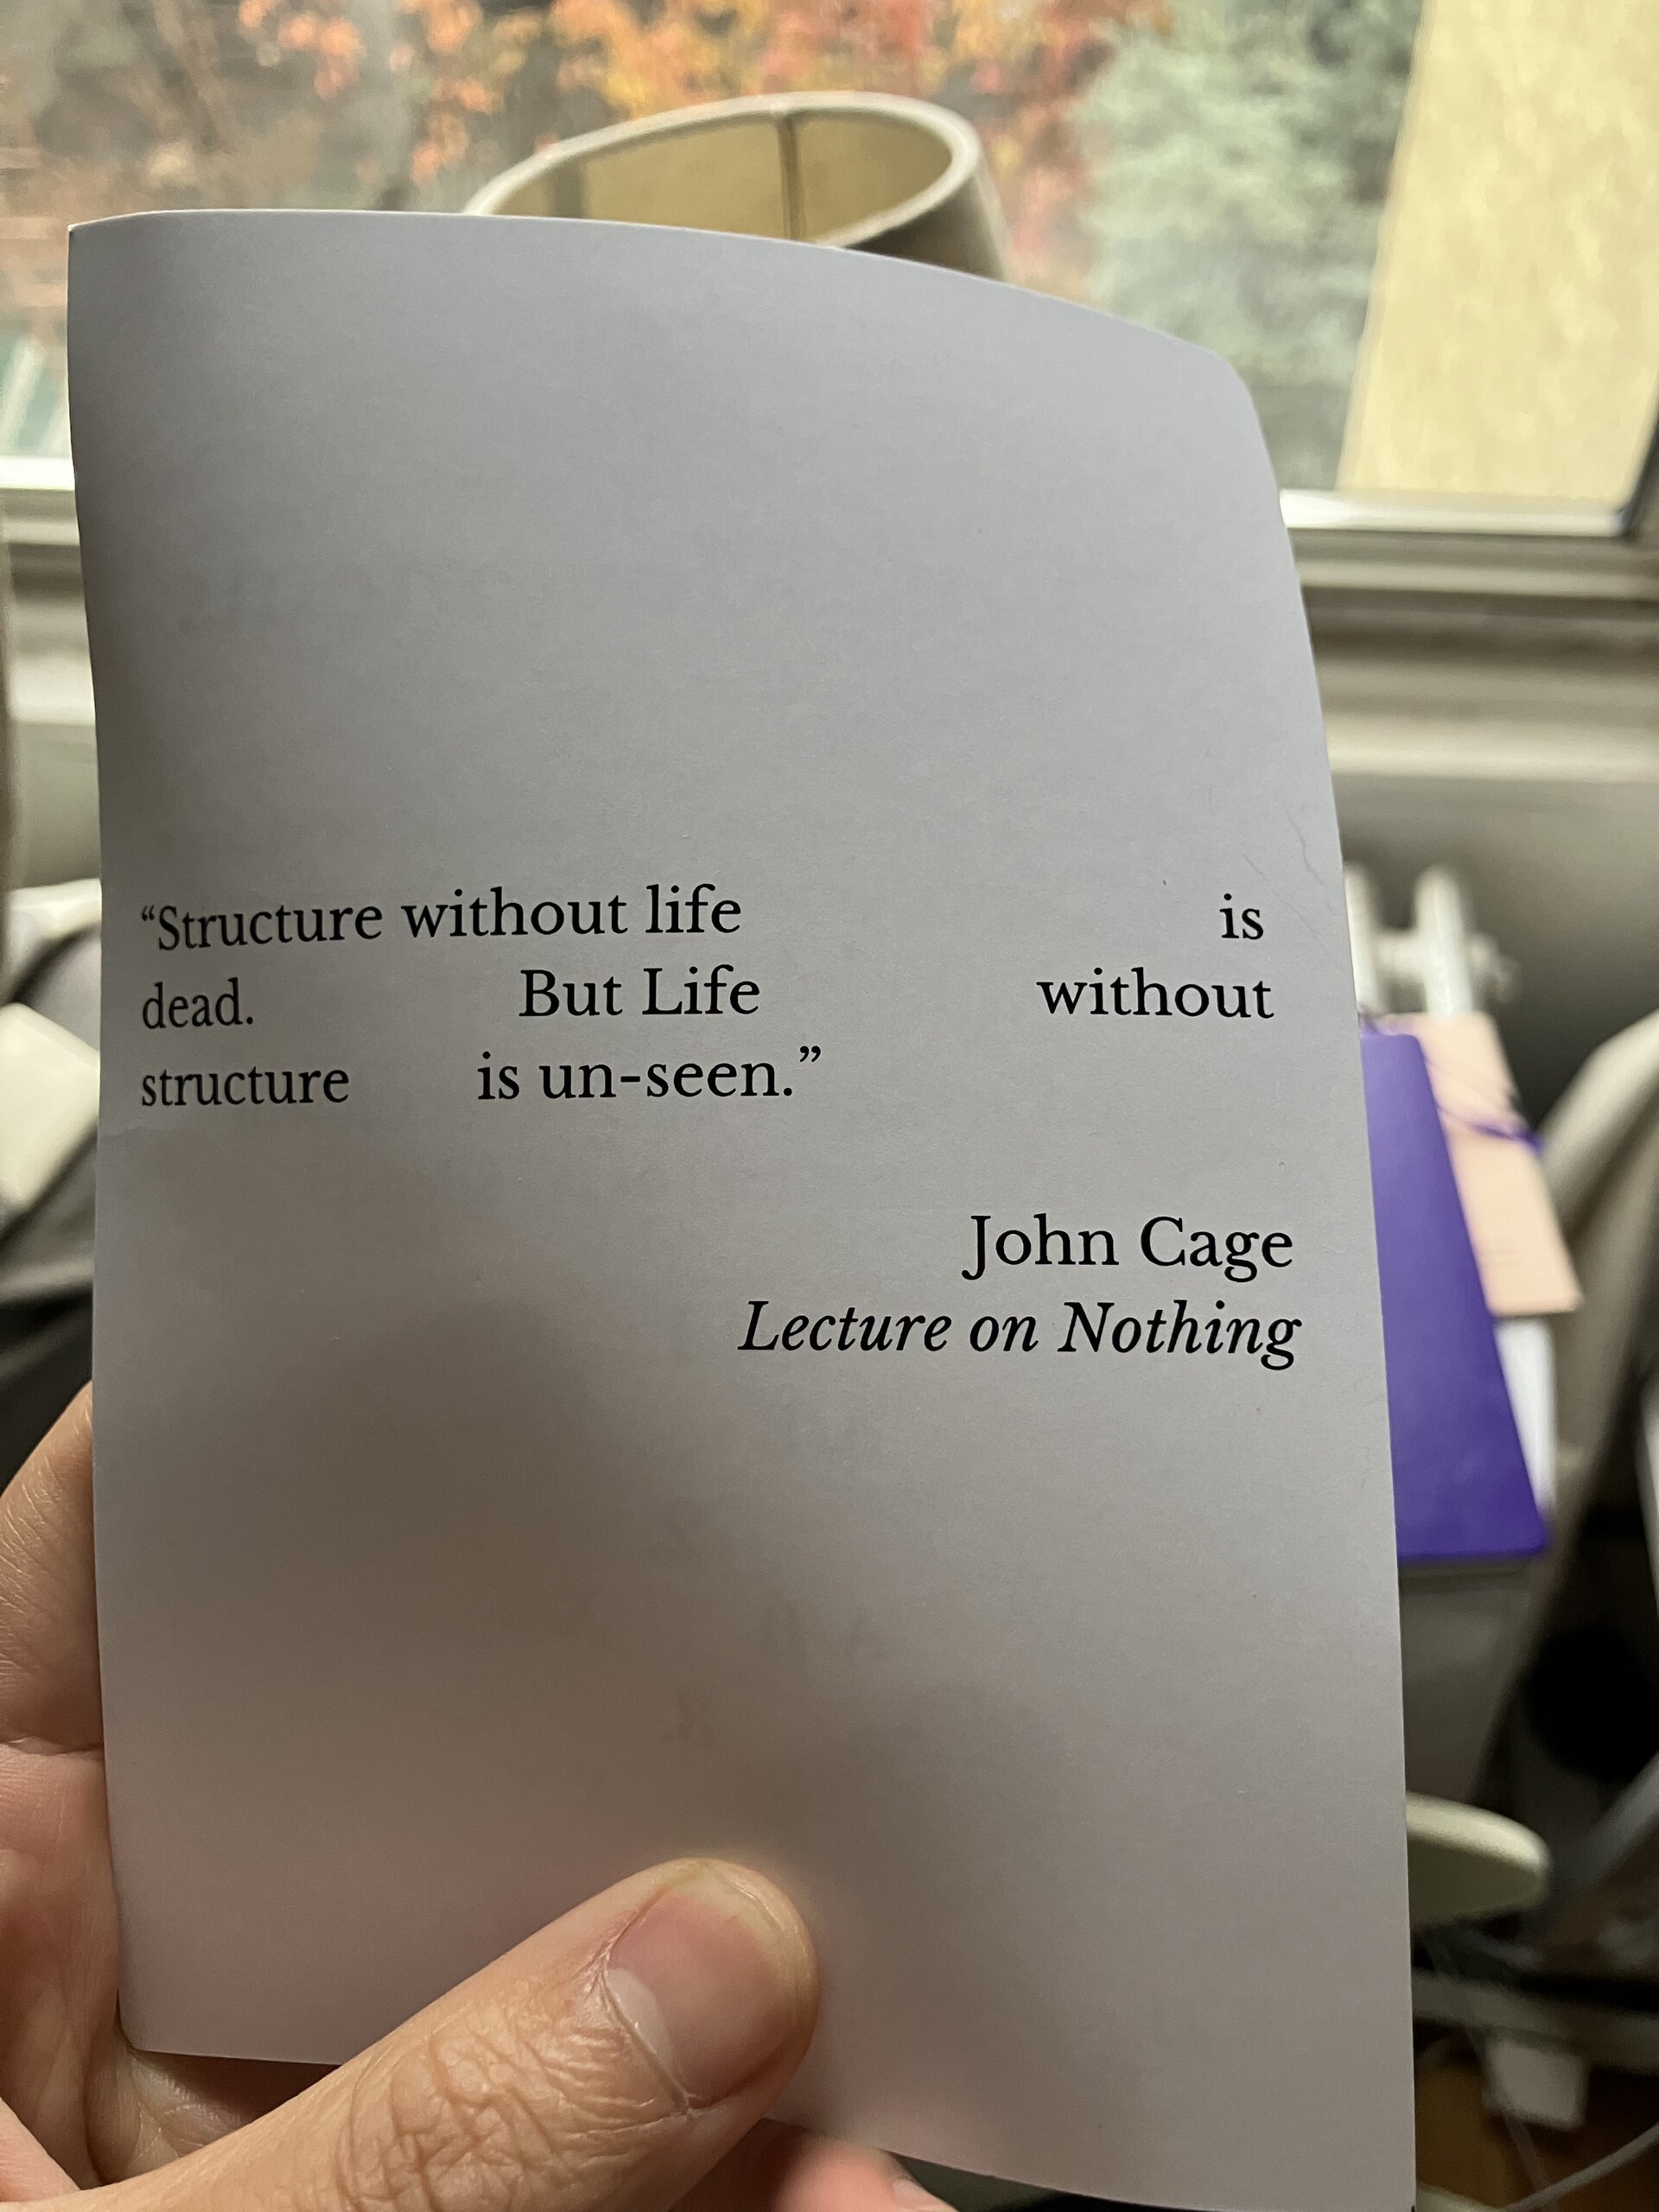 “Structure without life is
dead. But Life without
structure is un-seen.”
John Cage
Lecture on Nothing